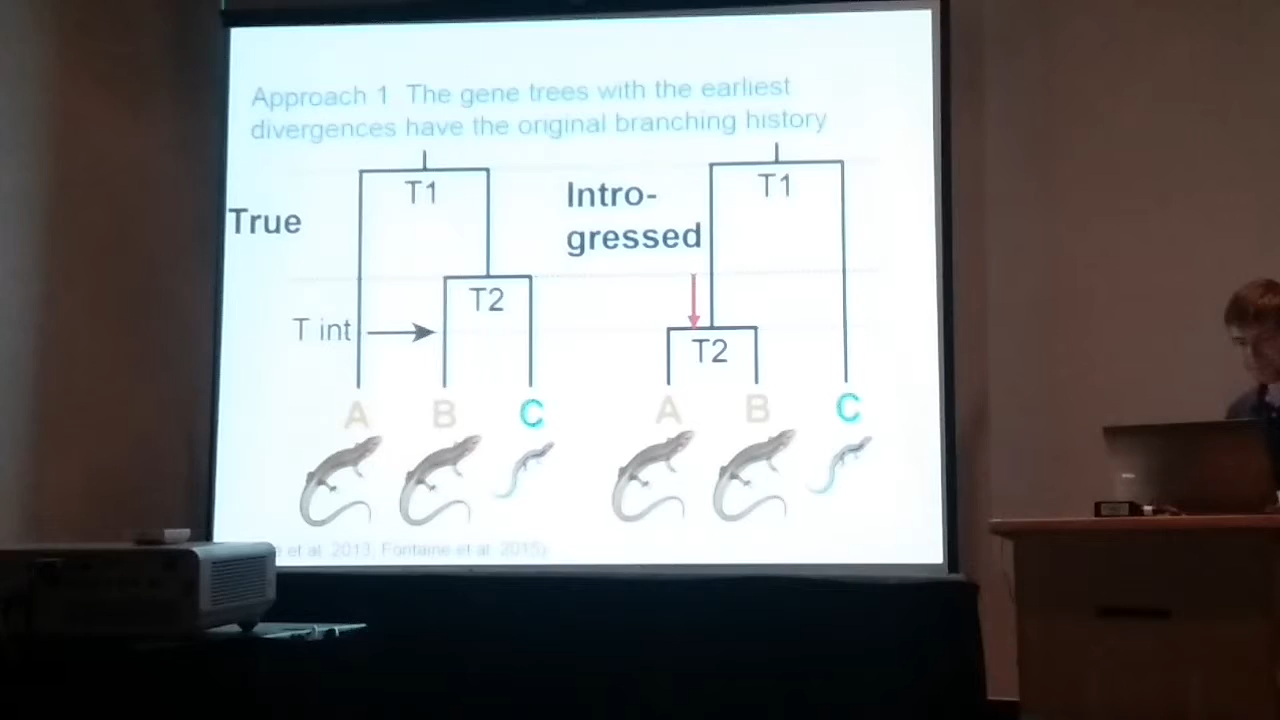 Approach 1 The gene trees with the earliest
divergences have the original branching history
True
T1
T2
T int
A B C
Intro-
gressed
T1
T2
A B C
et al. 2013, Fontaine et al. 2015)